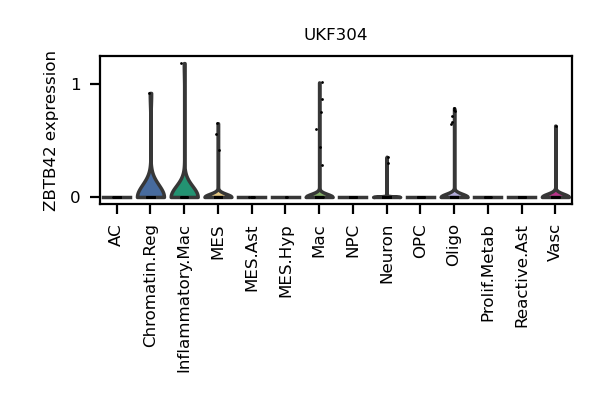 UKF304
ZBTB42 expression
1
0
AC
Chromatin.Reg
Inflammatory.Mac
MES
MES.Ast
MES.Hyp
Mac
NPC
Neuron
OPC
Oligo
Prolif.Metab
Reactive.Ast
Vasc